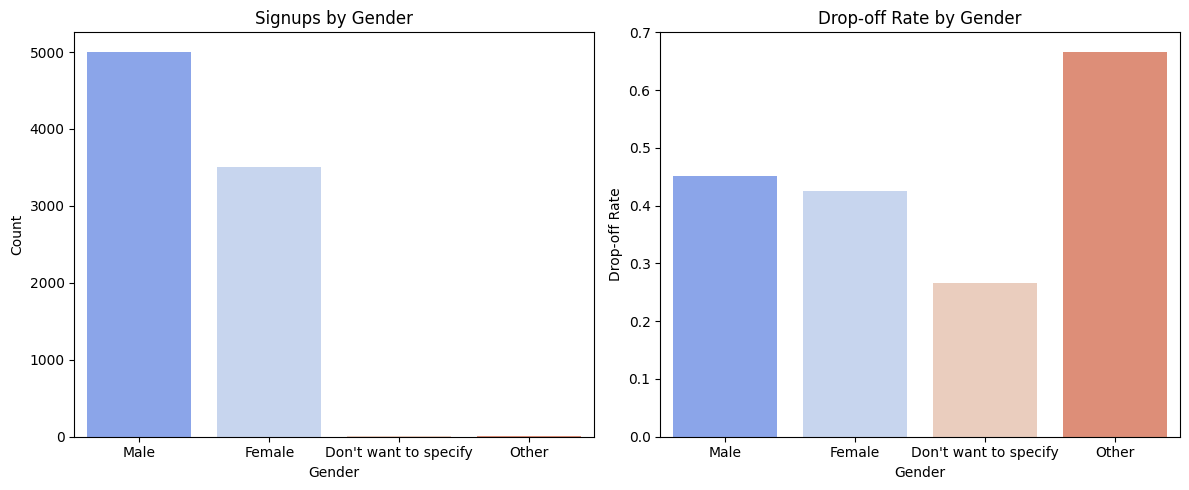 Signups by Gender
Count
5000
4000
3000
2000
1000
0
Male Female Don't want to specify Other
Gender
Drop-off Rate by Gender
Drop-off Rate
0.7
0.6
0.5
0.4
0.3
0.2
0.1
0.0
Male Female Don't want to specify Other
Gender